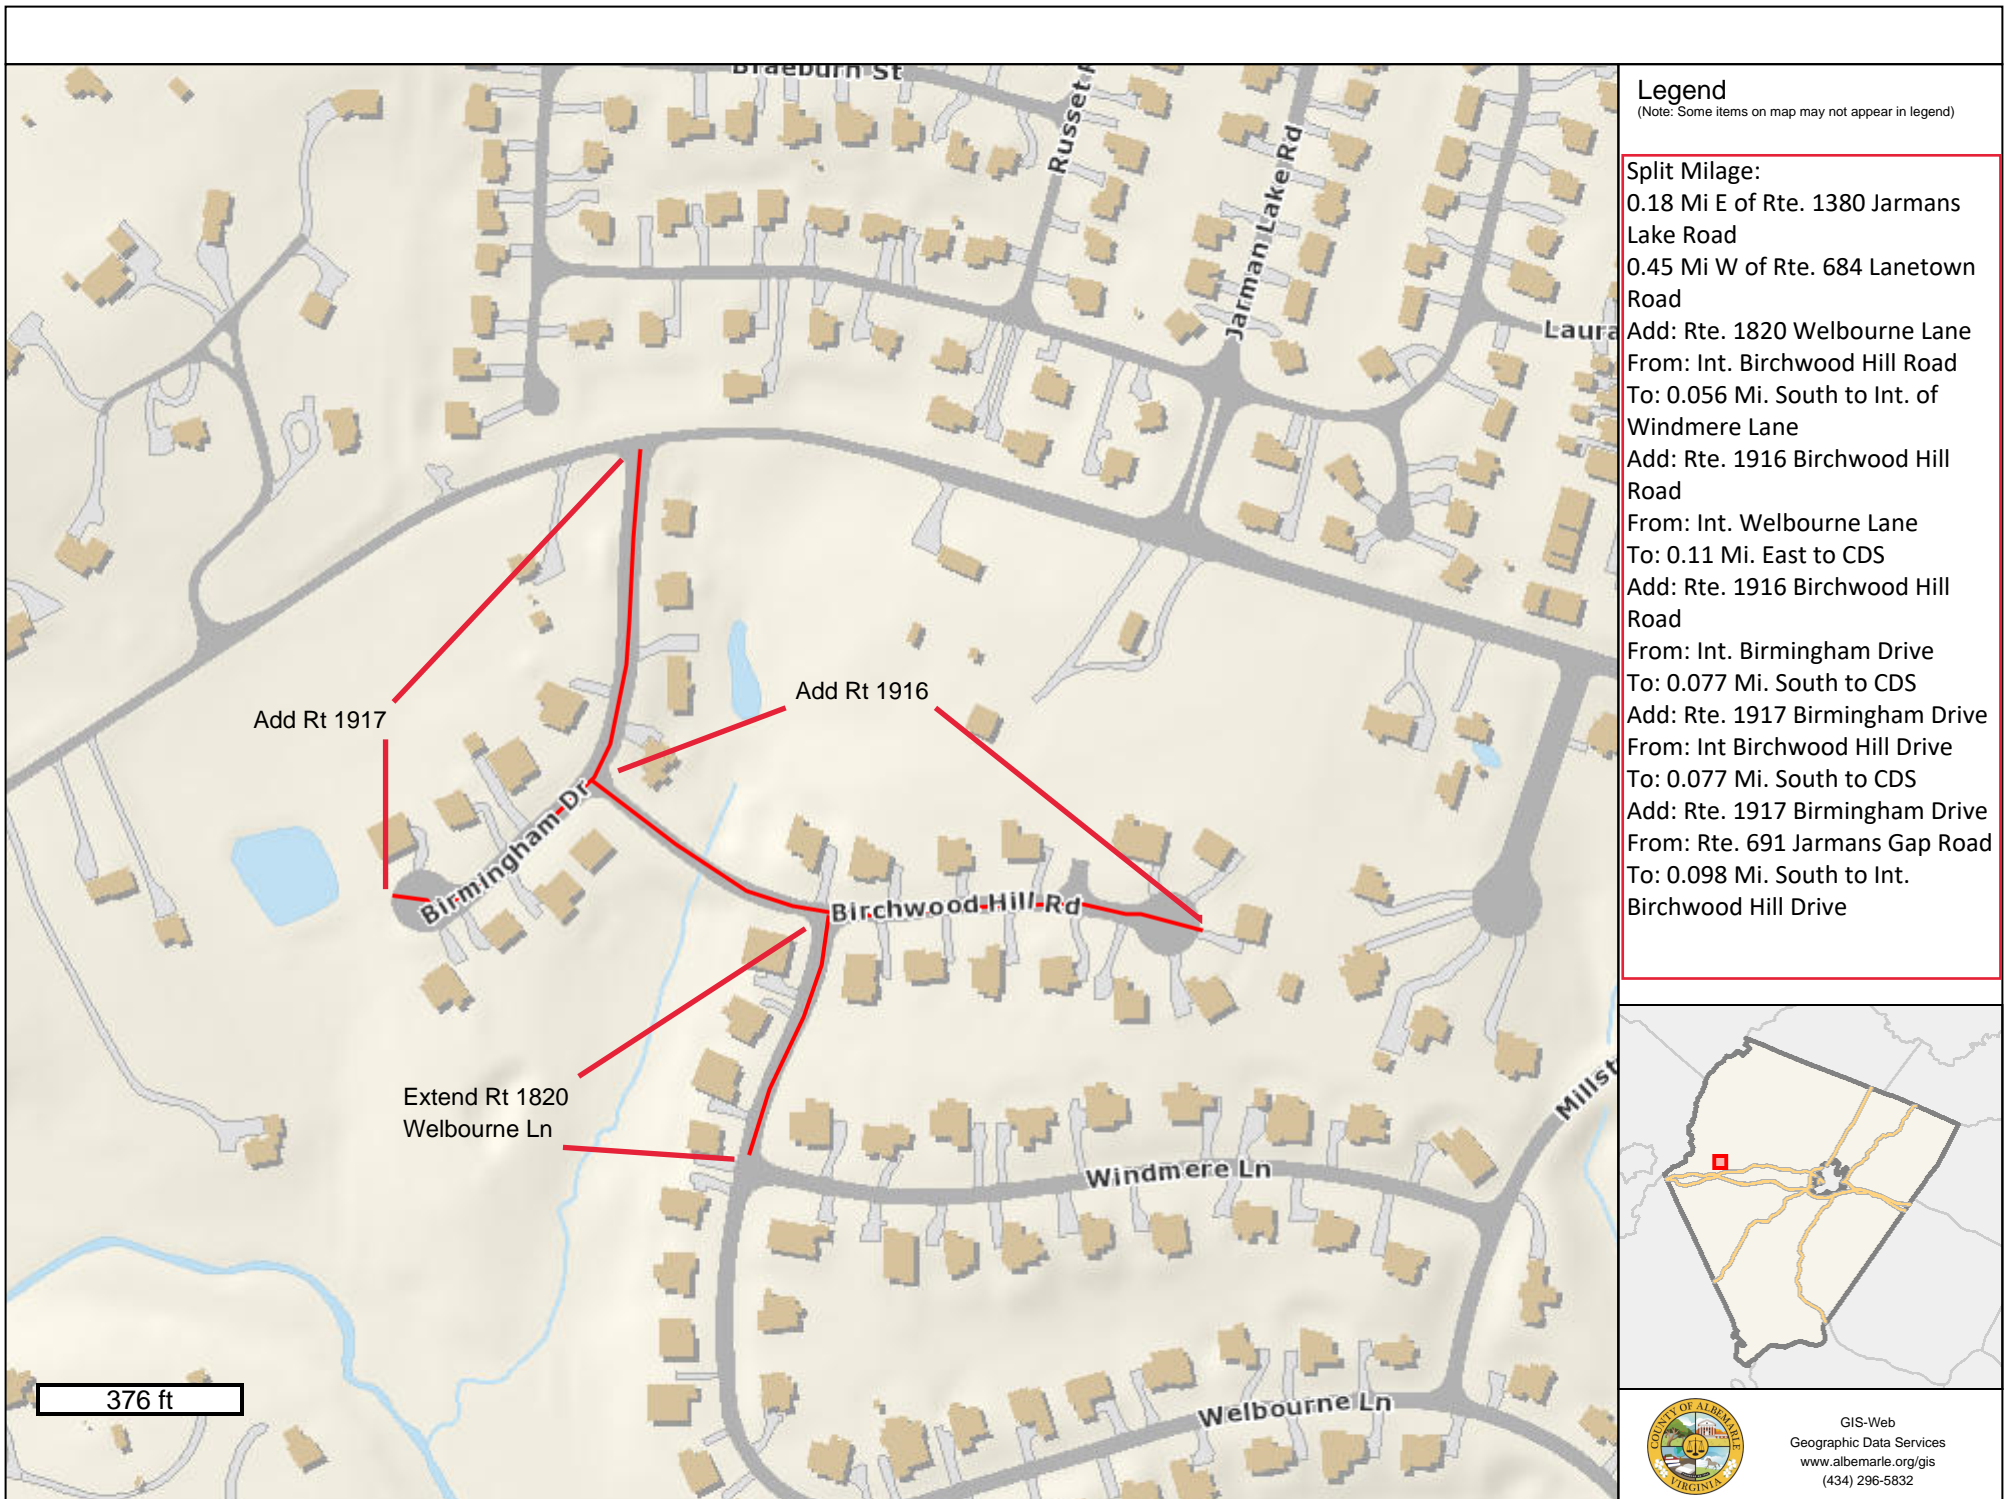 Legend
(Note: Some items on map may not appear in legend)
Split Milage:
0.18 Mi E of Rte. 1380 Jarmans
Lake Road
0.45 Mi W of Rte. 684 Lanetown
Road
Add: Rte. 1820 Welbourne Lane
From: Int. Birchwood Hill Road
To: 0.056 Mi. South to Int. of
Windmere Lane
Add: Rte. 1916 Birchwood Hill
Road
From: Int. Welbourne Lane
To: 0.11 Mi. East to CDS
Add: Rte. 1916 Birchwood Hill
Road
From: Int. Birmingham Drive
To: 0.077 Mi. South to CDS
Add: Rte. 1917 Birmingham Drive
From: Int Birchwood Hill Drive
To: 0.077 Mi. South to CDS
Add: Rte. 1917 Birmingham Drive
From: Rte. 691 Jarmans Gap Road
To: 0.098 Mi. South to Int.
Birchwood Hill Drive
Braeburn St
Russet
Jarman Lake Rd
Laura
Add Rt 1917
Add Rt 1916
Birmingham Dr
Birchwood Hill Rd
Extend Rt 1820
Welbourne Ln
Windmere Ln
Millst
Welbourne Ln
376 ft
COUNTY OF ALBEMARLE
VIRGINIA
GIS-Web
Geographic Data Services
www.albemarle.org/gis
(434) 296-5832